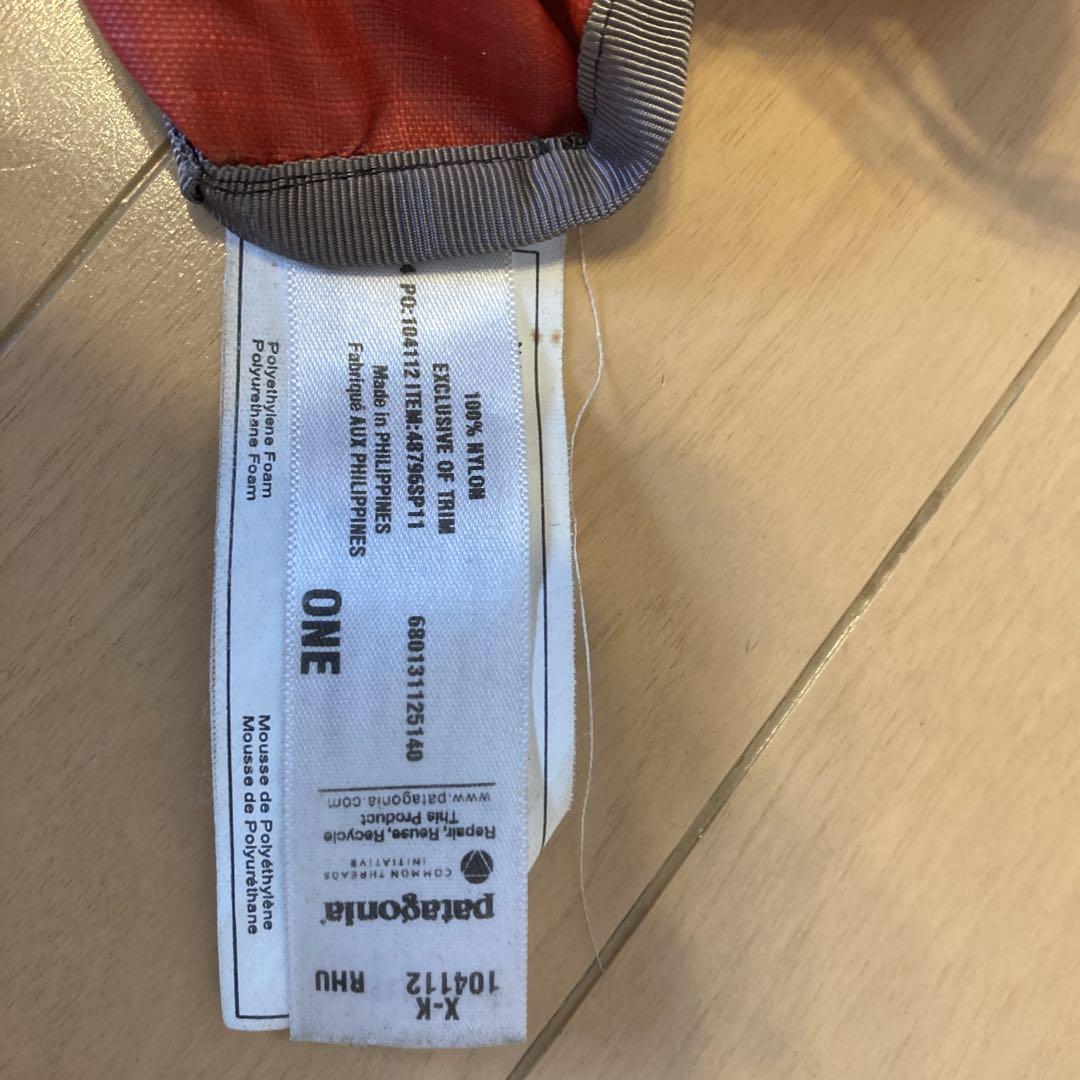 100% NYLON
EXCLUSIVE OF TRIM
PO:104112 ITEM:48796SP11
Made in PHILIPPINES
Fabriqué AUX PHILIPPINES
680131125140
ONE
www.patagonia.com
This Product
Repair, Reuse, Recycle
COMMON THREADS
INITIATIVE
patagonia
X-K
104112 RHU
Polyethylene Foam
Polyurethane Foam
Mousse de Polyéthylène
Mousse de Polyuréthane